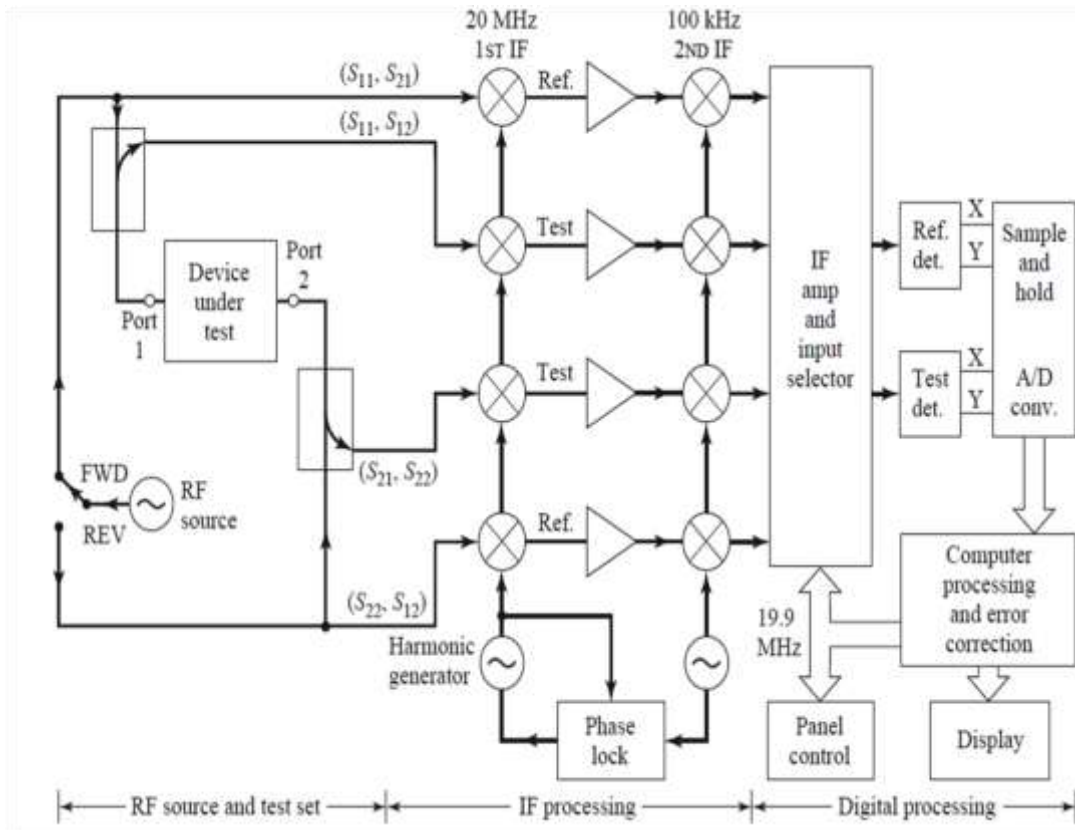 20 MHz
1ST IF
100 kHz
2ND IF
(S11, S21)
Ref.
(S11, S12)
Test
Port
2
Device
under
test
Port
1
IF
amp
and
input
selector
Ref.
det.
X
Y
Sample
and
hold
Test
Test
det.
X
Y
A/D
conv.
(S21, S22)
FWD
REV
RF
source
Ref.
(S22, S12)
Harmonic
generator
Phase
lock
19.9
MHz
Computer
processing
and error
correction
Panel
control
Display
RF source and test set
IF processing
Digital processing